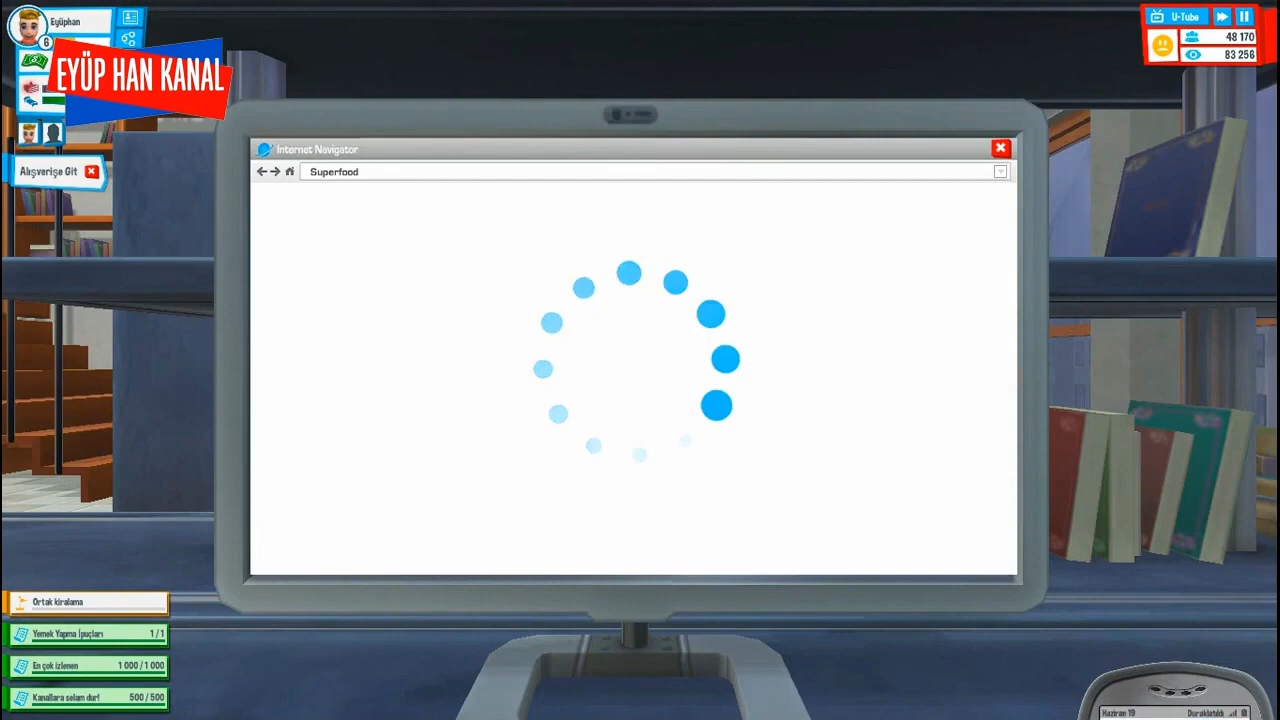 Eyüphan
6
EYÜP HAN KANAL
Alışverişe Git
U-Tube
48 170
83 256
Internet Navigator
Superfood
Ortak kiralama
Yemek Yapma İpuçları 1 / 1
En çok izlenen 1 000 / 1 000
Kanallara selam dur! 500 / 500
Haziran 19 Duraklatıldı